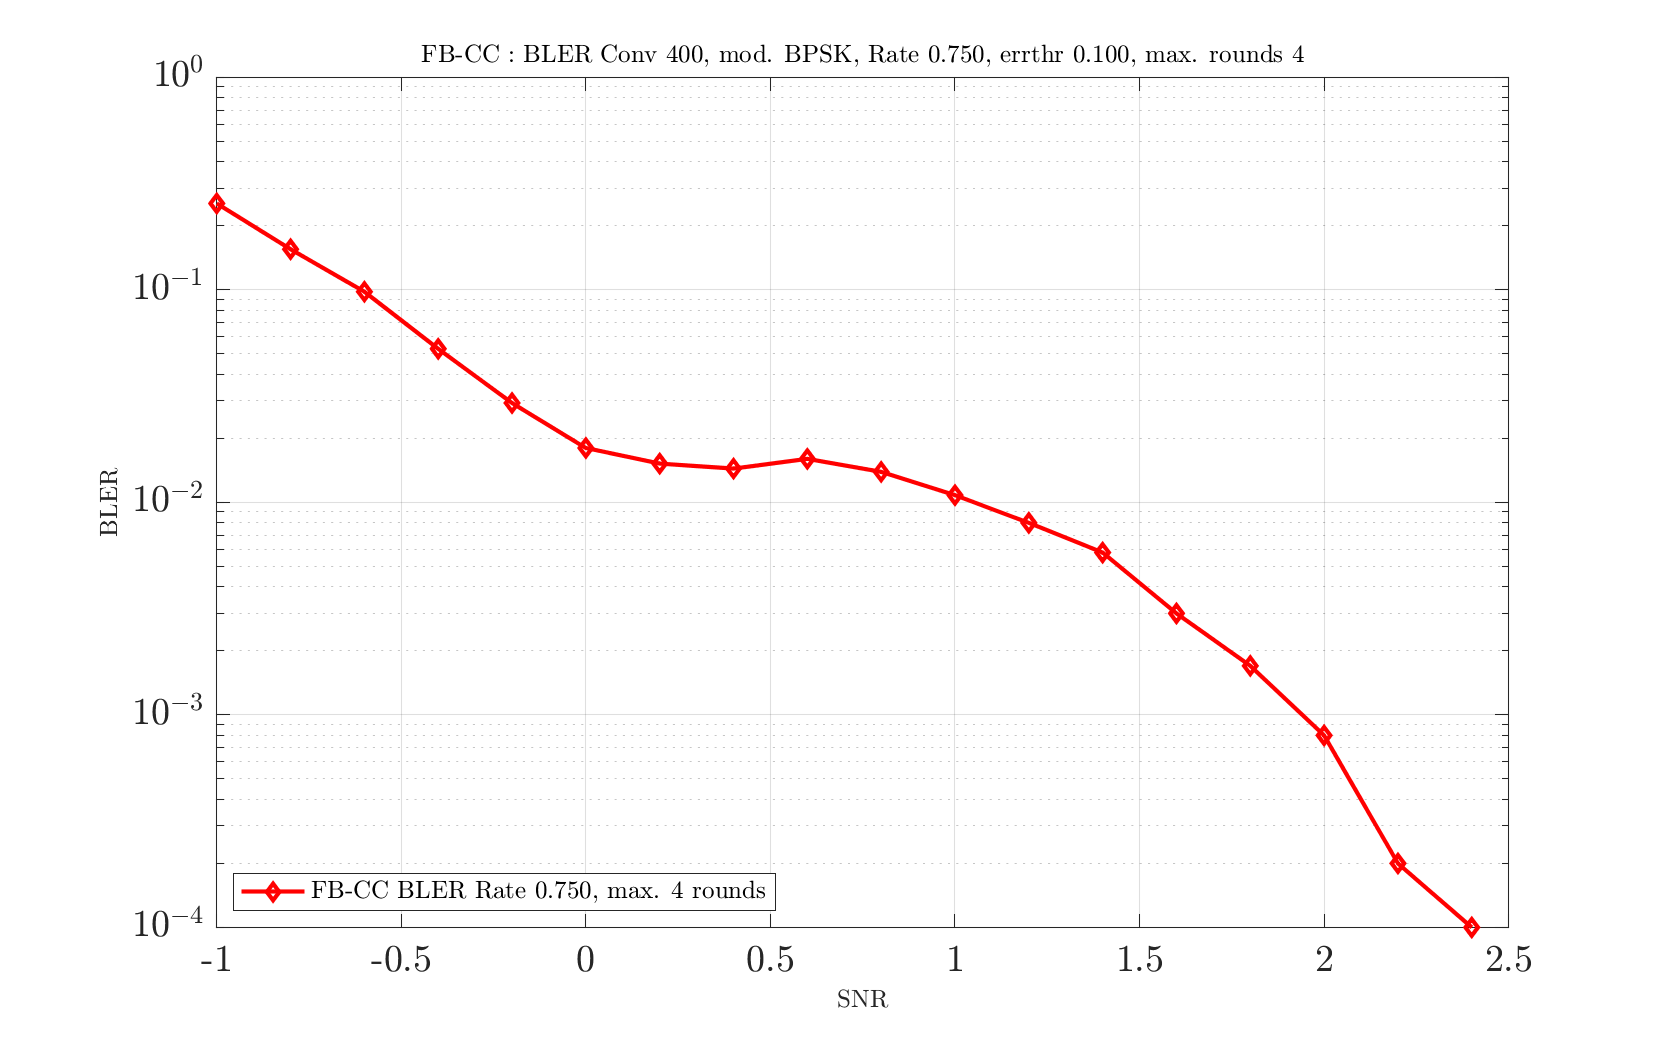 FB-CC : BLER Conv 400, mod. BPSK, Rate 0.750, errthr 0.100, max. rounds 4
10^0
10^-1
10^-2
10^-3
10^-4
BLER
FB-CC BLER Rate 0.750, max. 4 rounds
-1 -0.5 0 0.5 1 1.5 2 2.5
SNR